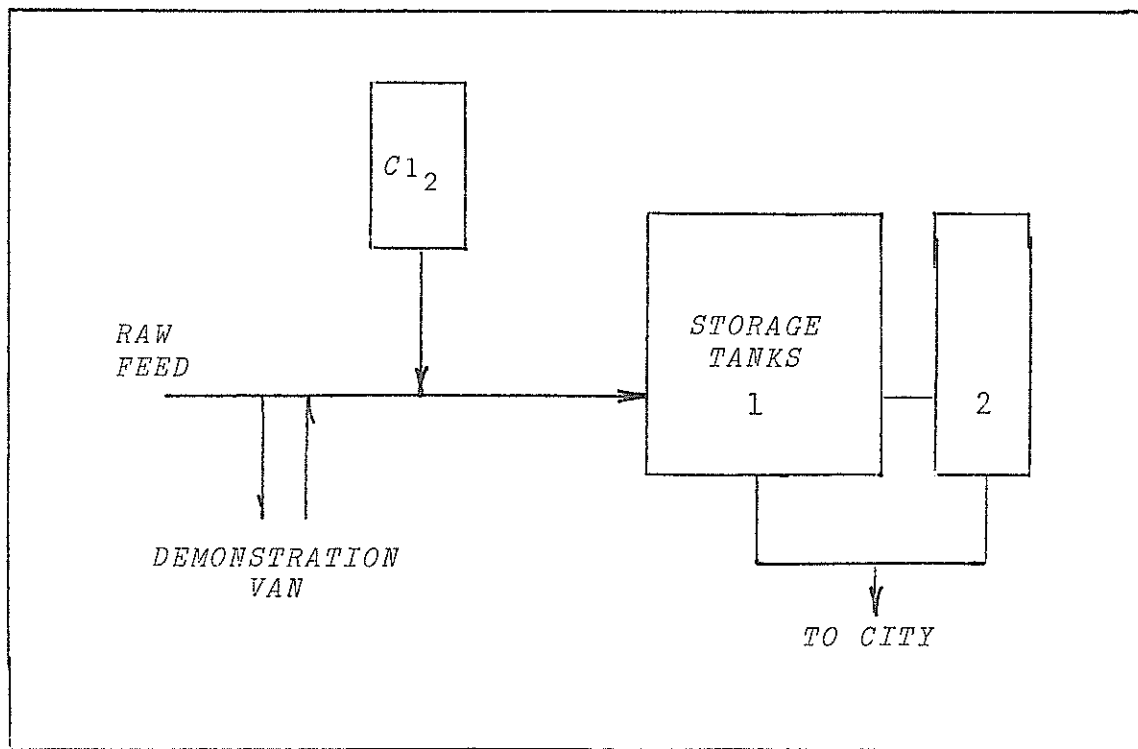 Cl₂
RAW
FEED
STORAGE
TANKS
1
2
DEMONSTRATION
VAN
TO CITY